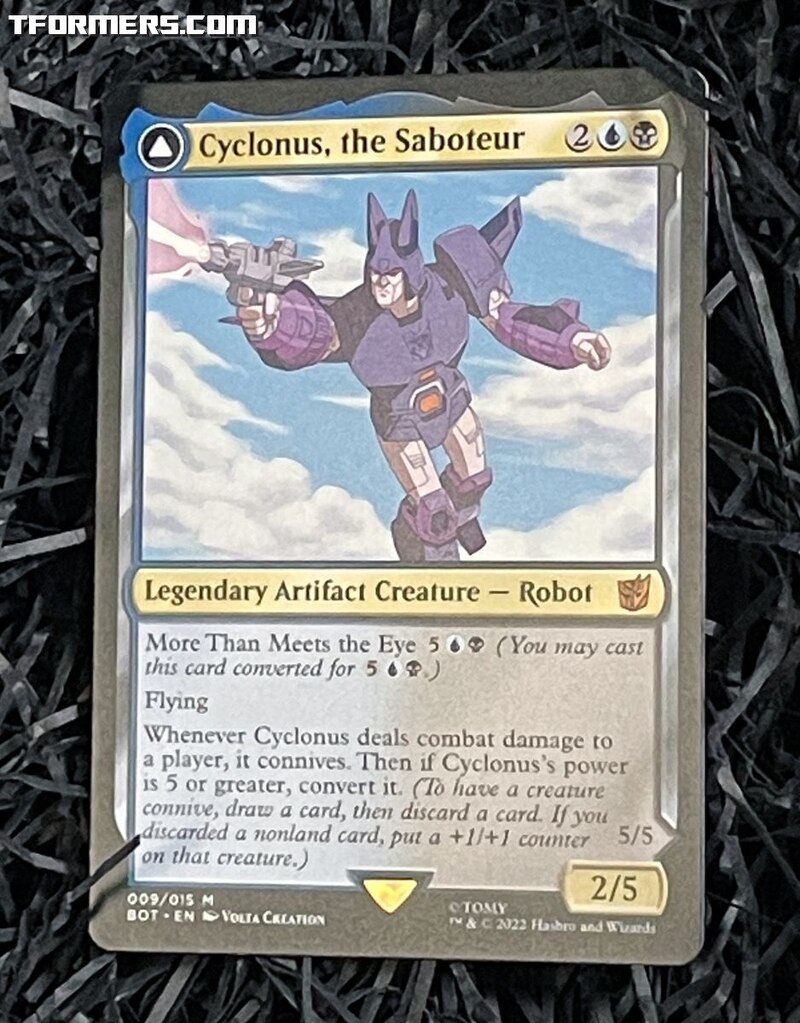 TFORMERS.COM
Cyclonus, the Saboteur 2
Legendary Artifact Creature — Robot
More Than Meets the Eye 5 (You may cast
this card converted for 5 .)
Flying
Whenever Cyclonus deals combat damage to
a player, it connives. Then if Cyclonus's power
is 5 or greater, convert it. (To have a creature
connive, draw a card, then discard a card. If you
discarded a nonland card, put a +1/+1 counter
on that creature.)
5/5
2/5
009/015 M
BOT • EN Volta Creation
© TOMY
™ & © 2022 Hasbro and Wizards